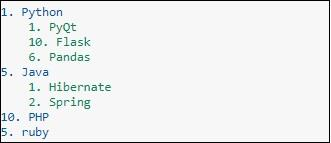 1. Python
1. PyQt
10. Flask
6. Pandas
5. Java
1. Hibernate
2. Spring
10. PHP
5. ruby